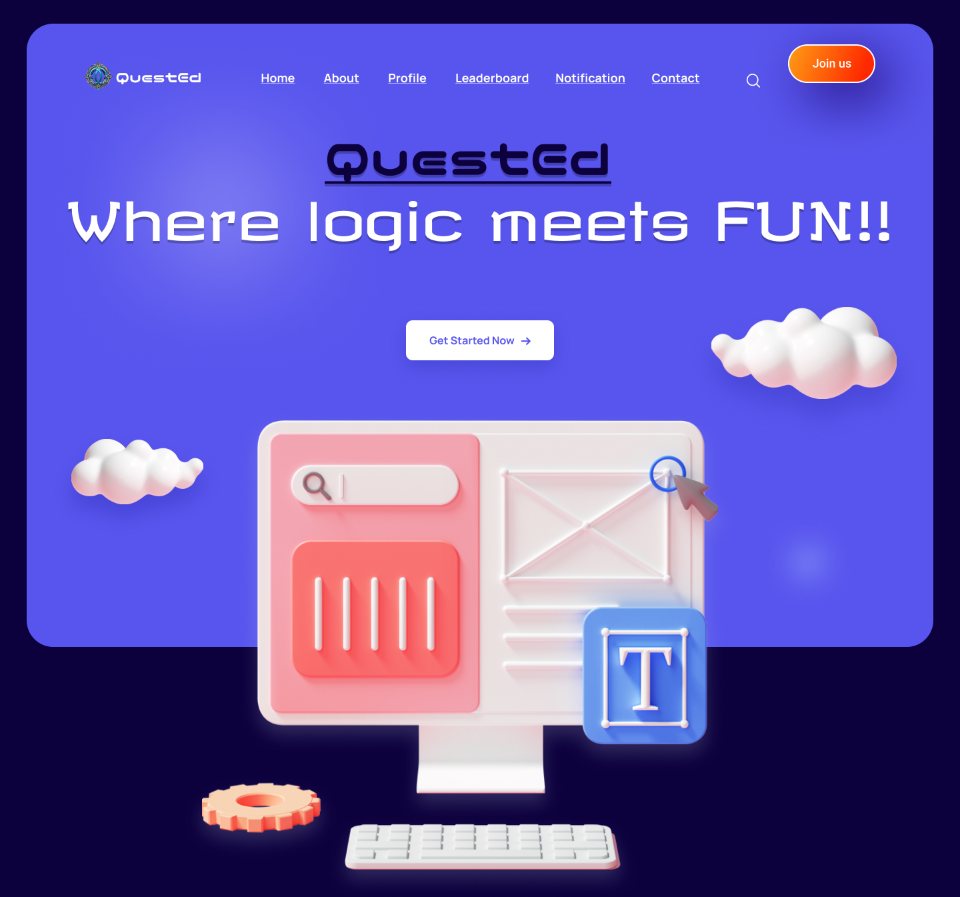 QuestEd
Home About Profile Leaderboard Notification Contact
Join us
QuestEd
Where logic meets FUN!!
Get Started Now →
T